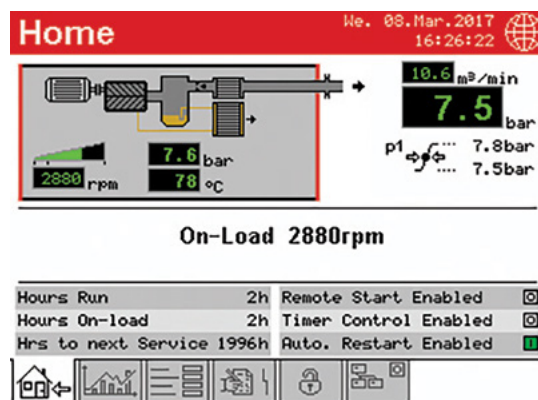 Home
We. 08.Mar.2017
16:26:22
10.6 m³/min
7.5 bar
p1 7.8bar
7.5bar
7.6 bar
2880 rpm
78 °C
On-Load 2880rpm
Hours Run 2h Remote Start Enabled
Hours On-load 2h Timer Control Enabled
Hrs to next Service 1996h Auto. Restart Enabled